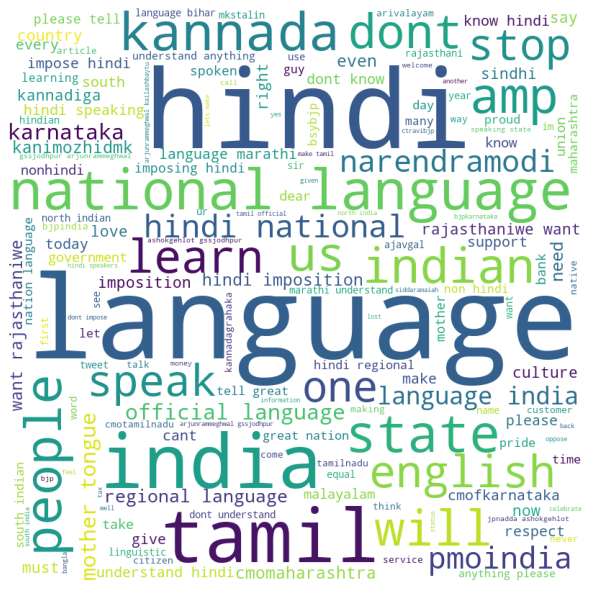 please tell
language bihar
mkstalin
arivalayam
know hindi
say
country
every
article
understand anything
use
rajasthani
welcome
another
kannada
dont
stop
impose hindi
spoken
guy
even
sindhi
learning
south
right
dont know
hindi
amp
kannadiga
hindian
hindi speaking
call
lets make
day
year
proud
im
union
maharashtra
karnataka
arjunrammeghwal kailashbaytu
bsybjp
many
way
speaking state
kanimozhidmk
language marathi
yes
know
ctravibjp
gssjodhpur arjunrammeghwal
imposing hindi
make tamil
narendramodi
nonhindi
sir
given
national language
dear
north indian
ur
tamil official
north india
bjpkarnataka
bjpindia
love
hindi national
us
rajasthaniwe want
nation language
today
ashokgehlot gssjodhpur
ajavgal
support
need
bank
government
hindi speakers
learn
indian
imposition
hindi imposition
marathi understand
siddaramaiah
non hindi
native
want rajasthaniwe
see
dont impose
mother
lost
want
first
let
kannadagrahaka
language
people
tweet
talk
hindi regional
culture
speak
one
make
language india
word
money
tell great
information
official language
making
name
customer
back
please
cmotamilnadu
arjunrammeghwal gssjodhpur
cant
great nation
pride
oppose
state
time
india
english
mother tongue
come
tamilnadu
south indian
south india
bjp
feel
regional language
equal
malayalam
cmofkarnataka
tax
well
dont understand
think
now
jpnadda ashokgehlot
take
tamil
will
respect
never
celebrate
bangla
linguistic
give
status
must
citizen
service
pmoindia
understand hindi
cmomaharashtra
anything please